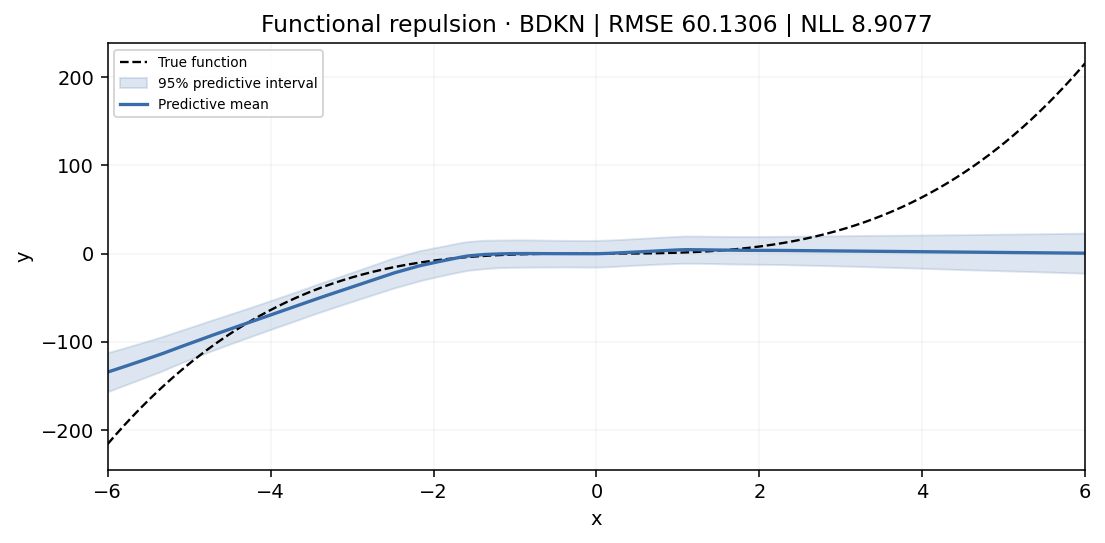 Functional repulsion · BDKN | RMSE 60.1306 | NLL 8.9077
True function
95% predictive interval
Predictive mean
200
100
0
−100
−200
y
−6 −4 −2 0 2 4 6
x